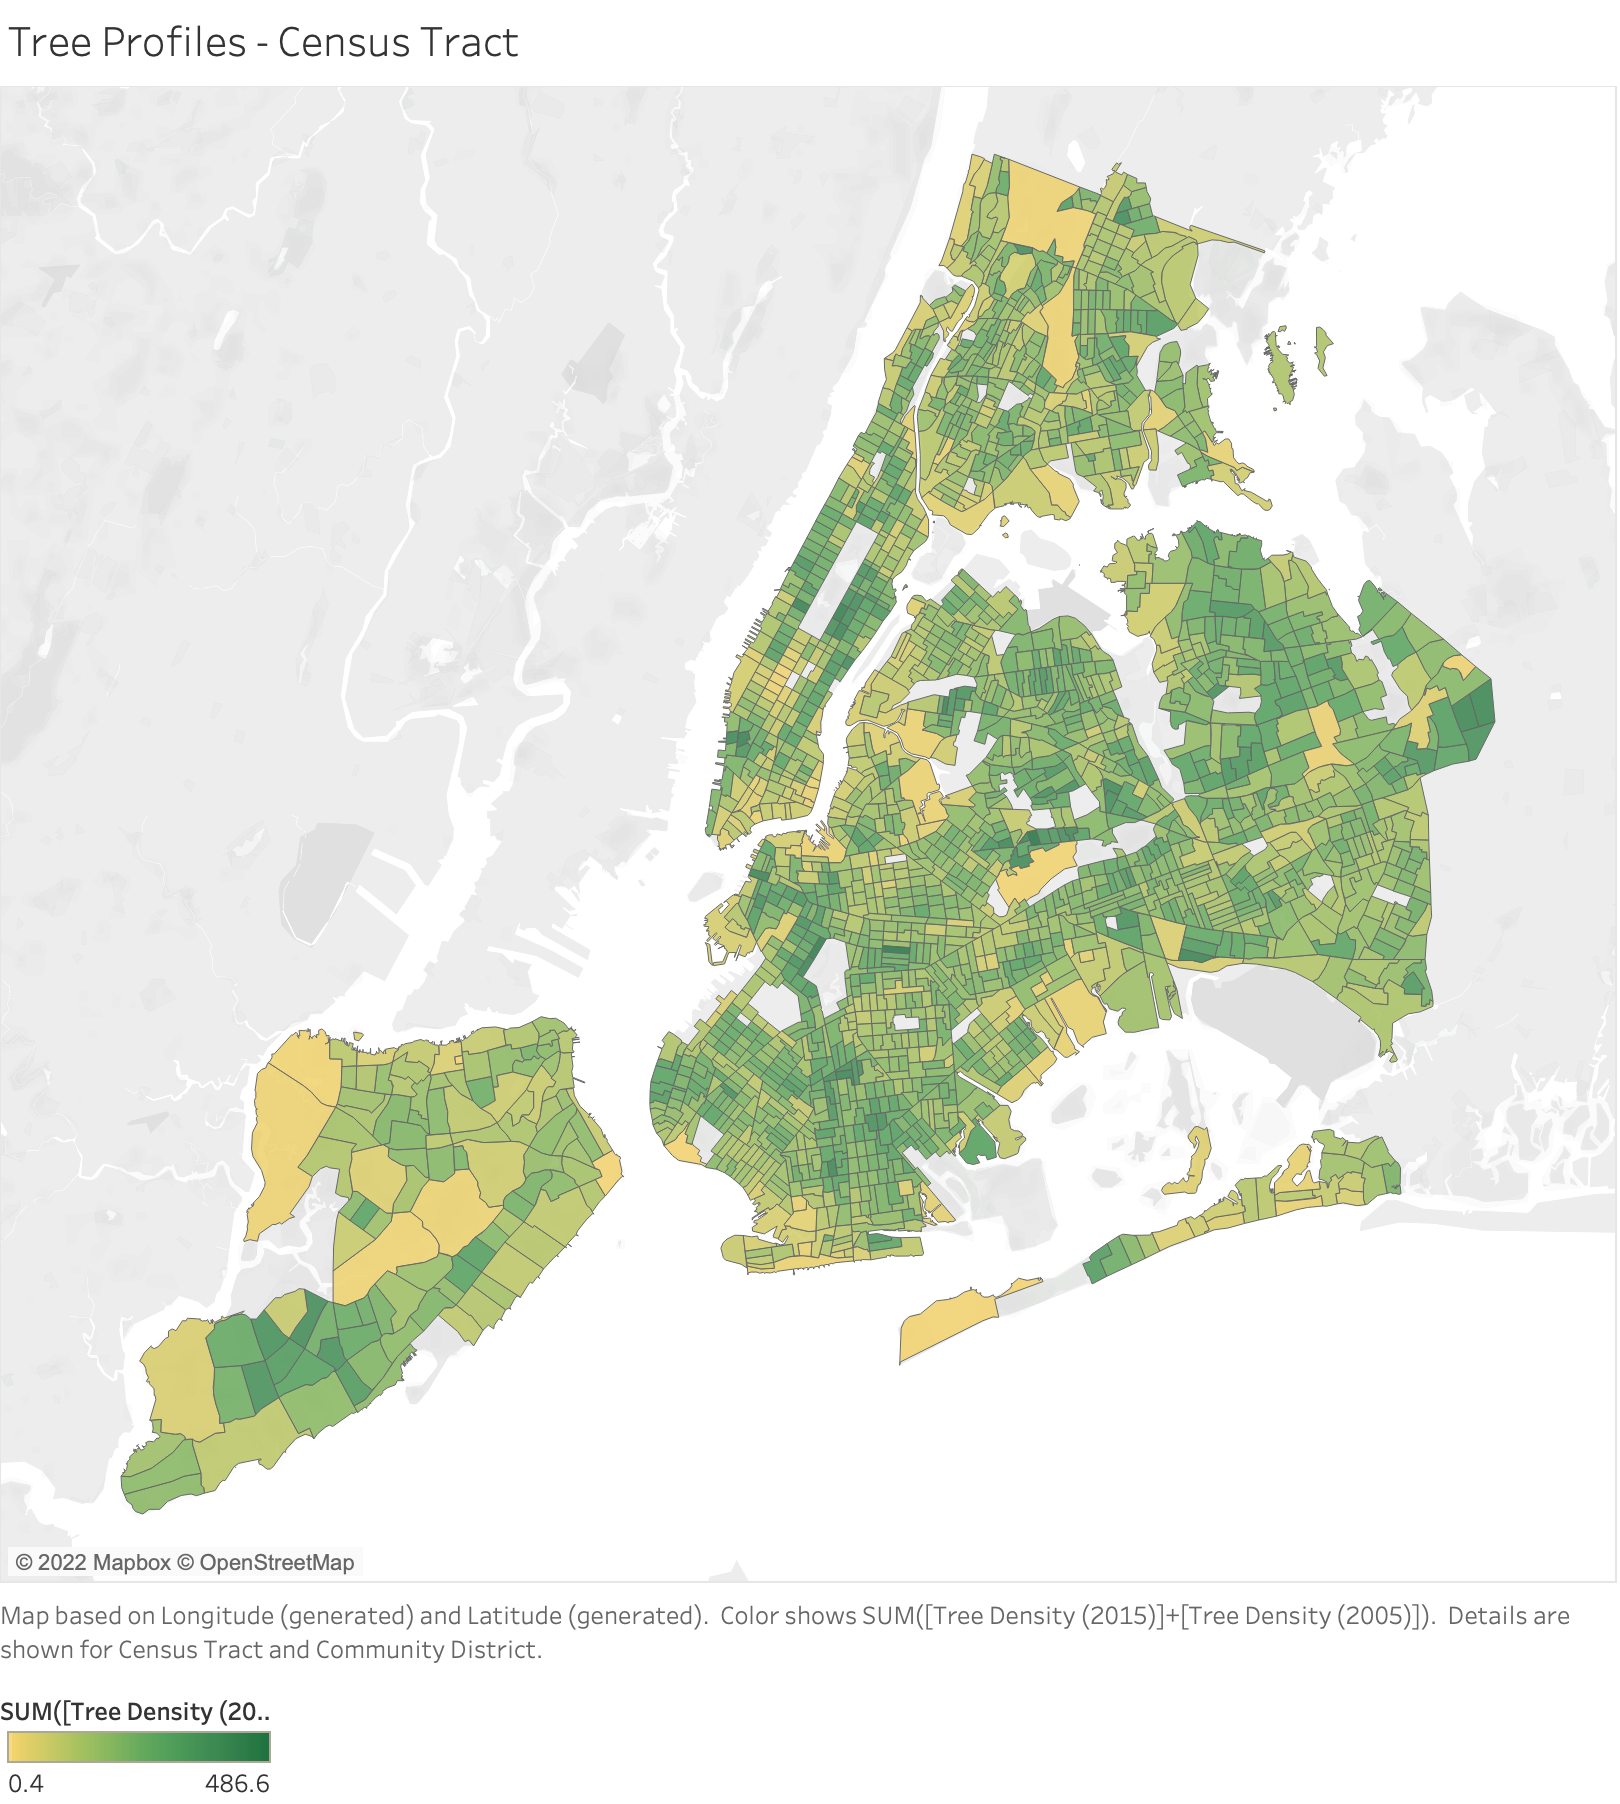 Tree Profiles - Census Tract
© 2022 Mapbox © OpenStreetMap
Map based on Longitude (generated) and Latitude (generated).  Color shows SUM([Tree Density (2015)]+[Tree Density (2005)]).  Details are
shown for Census Tract and Community District.
SUM([Tree Density (20..
0.4 486.6